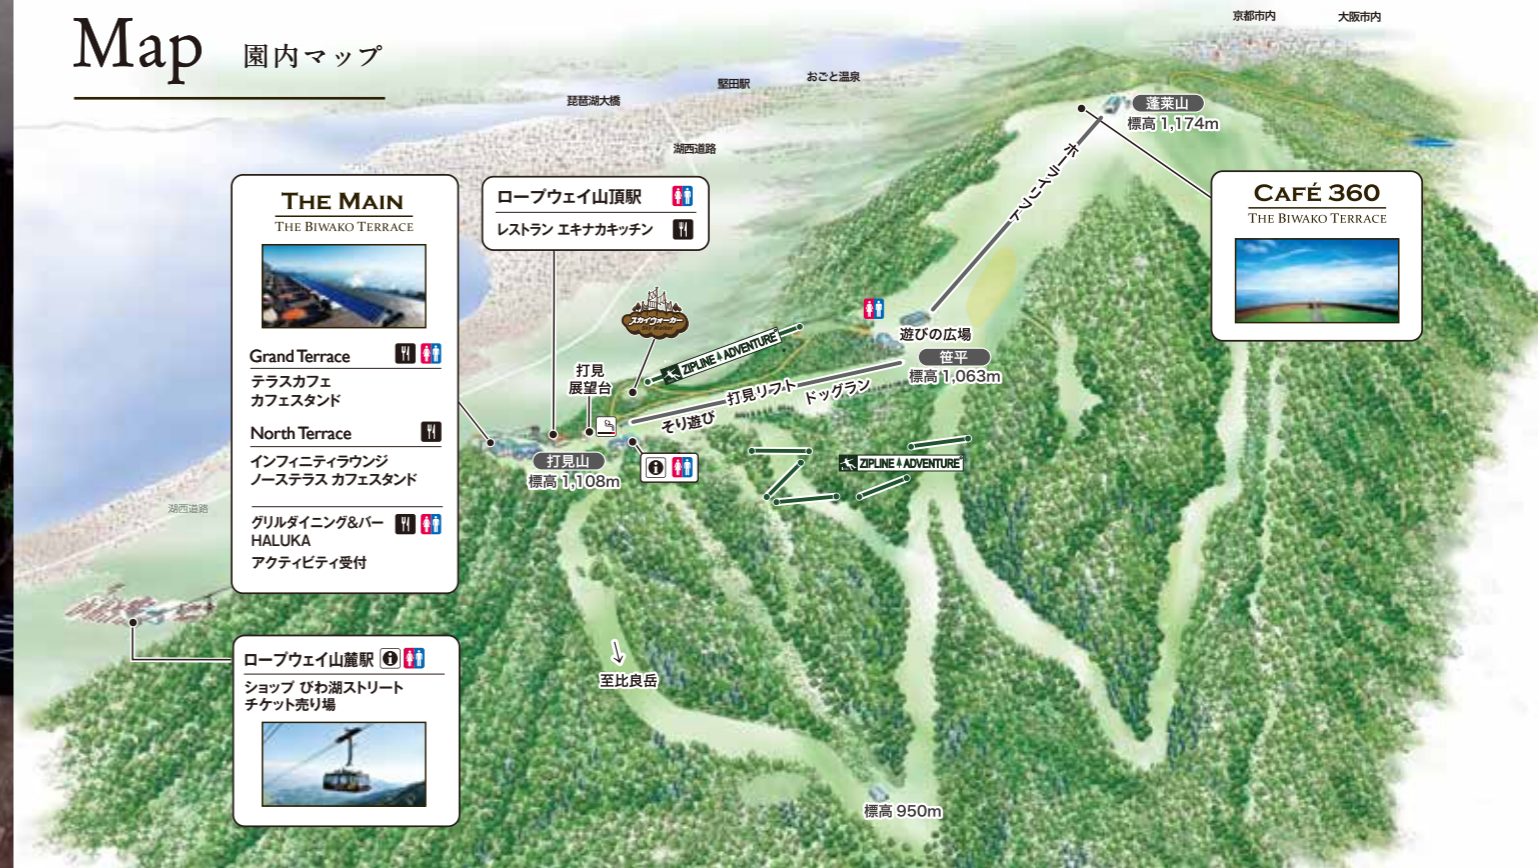 Map 園内マップ
京都市内
大阪市内
おごと温泉
堅田駅
琵琶湖大橋
湖西道路
蓬莱山
標高 1,174m
ホーライリフト
THE MAIN
THE BIWAKO TERRACE
Grand Terrace
テラスカフェ
カフェスタンド
North Terrace
インフィニティラウンジ
ノーステラス カフェスタンド
グリルダイニング&バー
HALUKA
アクティビティ受付
ロープウェイ山頂駅
レストラン エキナカキッチン
CAFÉ 360
THE BIWAKO TERRACE
スカイウォーカー
ZIPLINE ADVENTURE
遊びの広場
笹平
標高 1,063m
打見
展望台
打見リフト
ドッグラン
そり遊び
打見山
標高 1,108m
ZIPLINE ADVENTURE
湖西道路
ロープウェイ山麓駅
ショップ びわ湖ストリート
チケット売り場
至比良岳
標高 950m